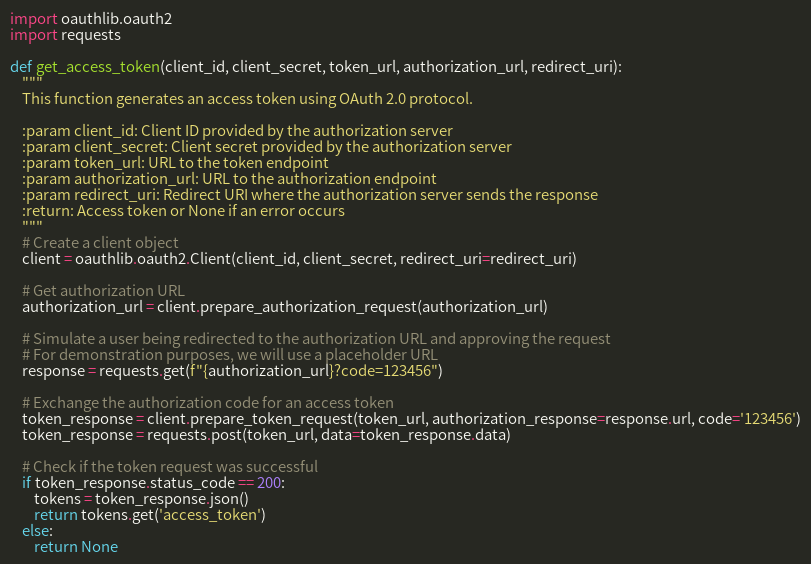 import oauthlib.oauth2
import requests

def get_access_token(client_id, client_secret, token_url, authorization_url, redirect_uri):
    """
    This function generates an access token using OAuth 2.0 protocol.

    :param client_id: Client ID provided by the authorization server
    :param client_secret: Client secret provided by the authorization server
    :param token_url: URL to the token endpoint
    :param authorization_url: URL to the authorization endpoint
    :param redirect_uri: Redirect URI where the authorization server sends the response
    :return: Access token or None if an error occurs
    """
    # Create a client object
    client = oauthlib.oauth2.Client(client_id, client_secret, redirect_uri=redirect_uri)

    # Get authorization URL
    authorization_url = client.prepare_authorization_request(authorization_url)

    # Simulate a user being redirected to the authorization URL and approving the request
    # For demonstration purposes, we will use a placeholder URL
    response = requests.get(f"{authorization_url}?code=123456")

    # Exchange the authorization code for an access token
    token_response = client.prepare_token_request(token_url, authorization_response=response.url, code='123456')
    token_response = requests.post(token_url, data=token_response.data)

    # Check if the token request was successful
    if token_response.status_code == 200:
        tokens = token_response.json()
        return tokens.get('access_token')
    else:
        return None